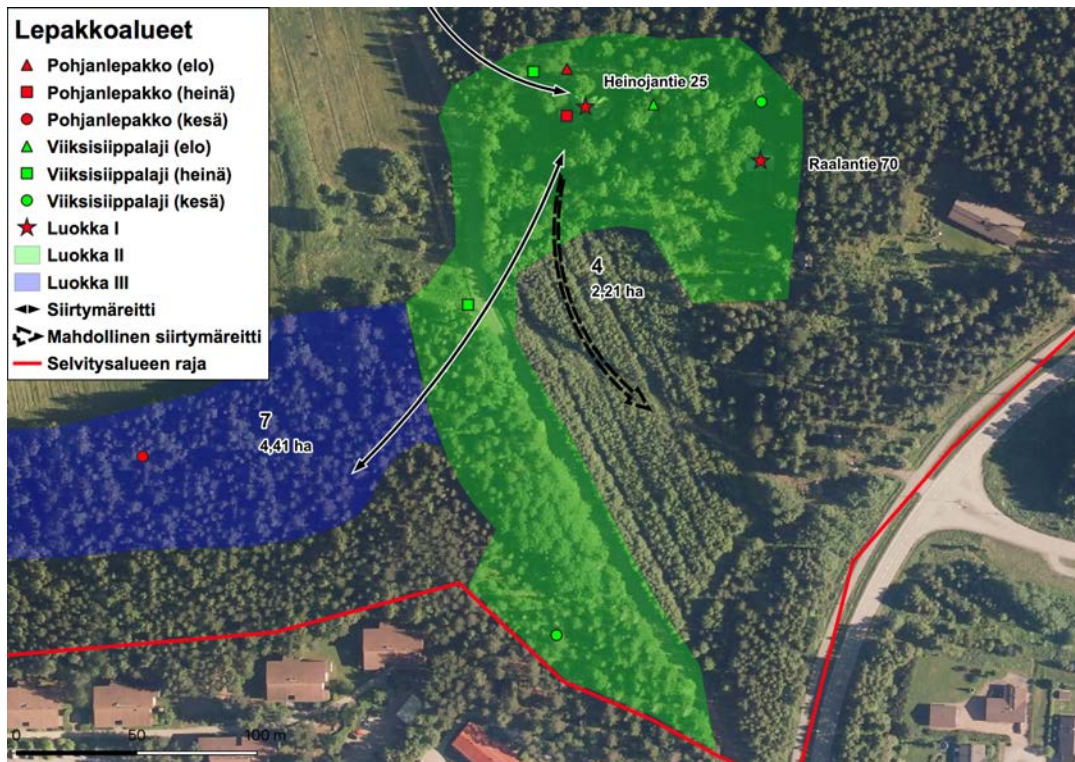 Lepakkoalueet
Pohjanlepakko (elo)
Pohjanlepakko (heinä)
Pohjanlepakko (kesä)
Viiksisiippalaji (elo)
Viiksisiippalaji (heinä)
Viiksisiippalaji (kesä)
Luokka I
Luokka II
Luokka III
Siirtymäreitti
Mahdollinen siirtymäreitti
Selvitysalueen raja
Heinojantie 25
Raalantie 70
4
2,21 ha
7
4,41 ha
0 50 100 m